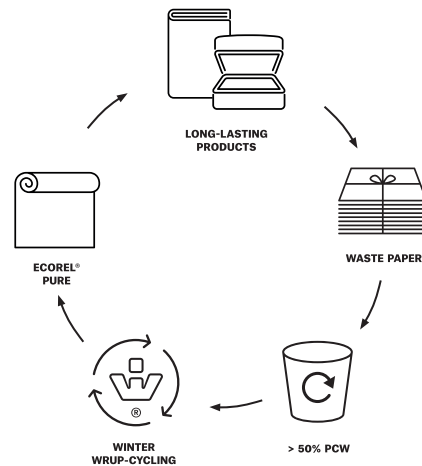 LONG-LASTING
PRODUCTS
WASTE PAPER
> 50% PCW
WINTER
WRUP-CYCLING
®
ECOREL®
PURE